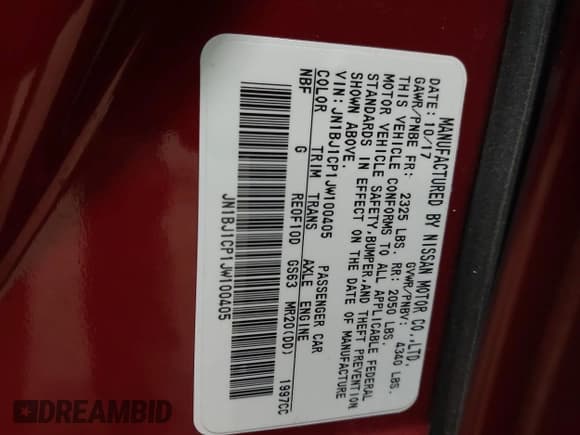 MANUFACTURED BY NISSAN MOTOR CO.,LTD.
DATE: 10/17 GVWR/PNBV: 4340 LBS.
GAWR/PNBE FR: 2325 LBS. RR: 2050 LBS.
THIS VEHICLE CONFORMS TO ALL APPLICABLE FEDERAL
MOTOR VEHICLE SAFETY,BUMPER,AND THEFT PREVENTION
STANDARDS IN EFFECT ON THE DATE OF MANUFACTURE
SHOWN ABOVE.
VIN:JN1BJ1CP1JW100405 PASSENGER CAR
COLOR TRIM TRANS AXLE ENGINE
NBF G RE0F10D GS63 MR20(DD) 1997CC
JN1BJ1CP1JW100405
DREAMBID